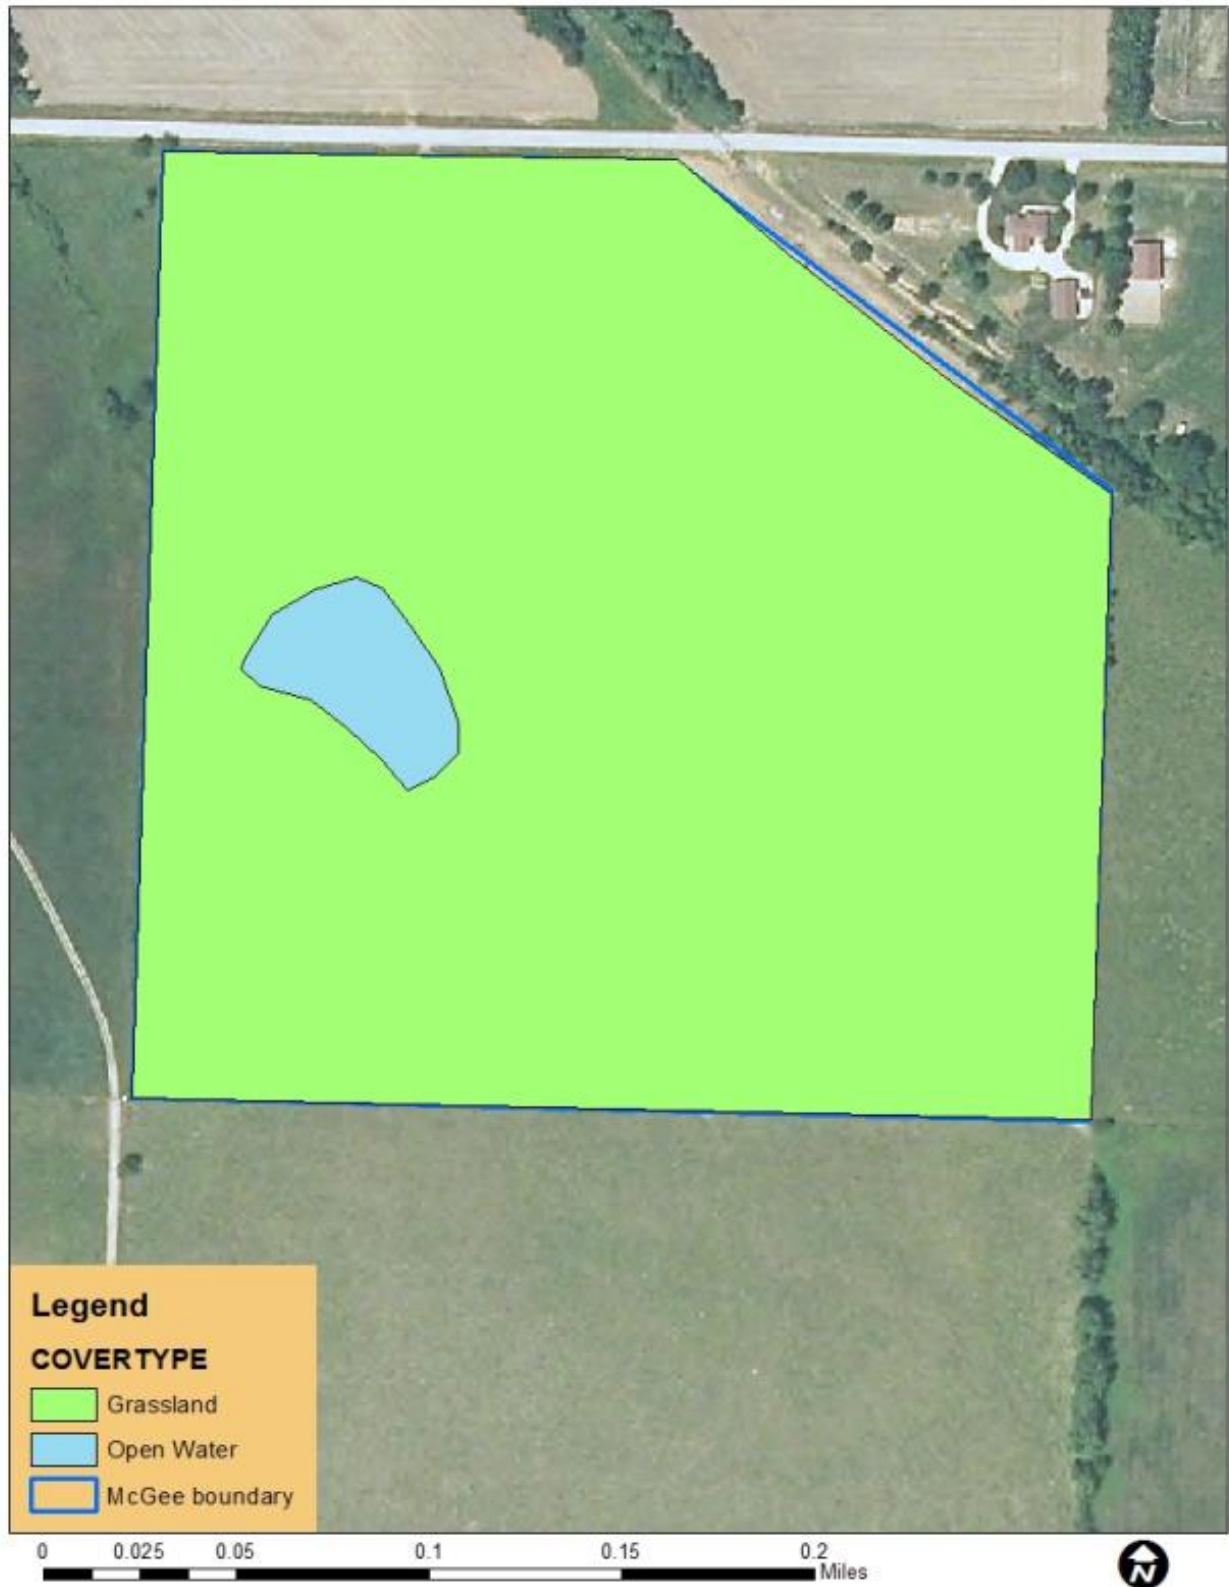 Legend
COVERTYPE
Grassland
Open Water
McGee boundary
0 0.025 0.05 0.1 0.15 0.2
Miles
N